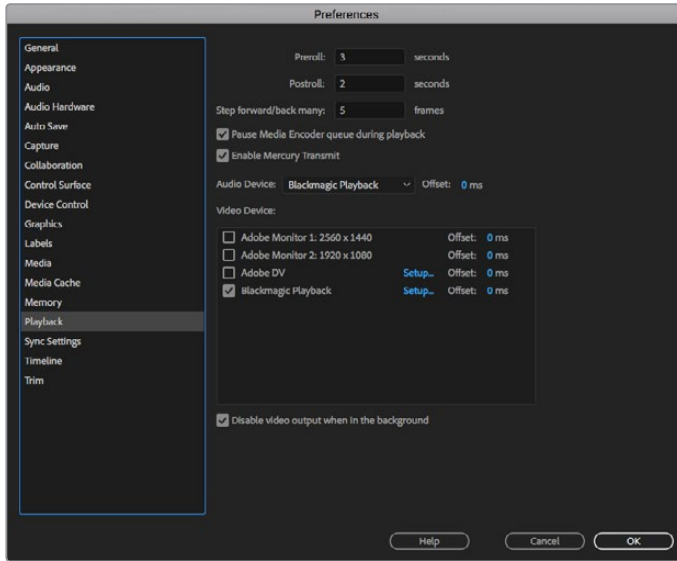 Preferences
General
Appearance
Audio
Audio Hardware
Auto Save
Capture
Collaboration
Control Surface
Device Control
Graphics
Labels
Media
Media Cache
Memory
Playback
Sync Settings
Timeline
Trim
Preroll: 3 seconds
Postroll: 2 seconds
Step forward/back many: 5 frames
Pause Media Encoder queue during playback
Enable Mercury Transmit
Audio Device: Blackmagic Playback Offset: 0 ms
Video Device:
Adobe Monitor 1: 2560 x 1440 Offset: 0 ms
Adobe Monitor 2: 1920 x 1080 Offset: 0 ms
Adobe DV Setup... Offset: 0 ms
Blackmagic Playback Setup... Offset: 0 ms
Disable video output when in the background
Help Cancel OK